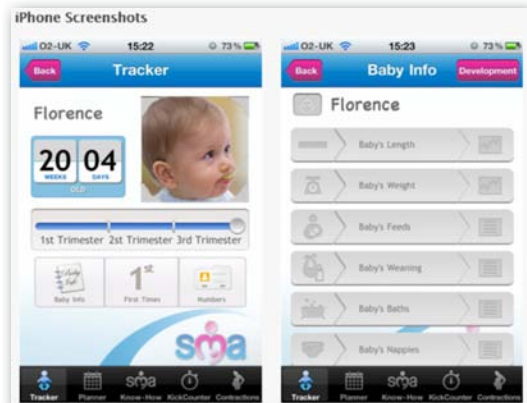 iPhone Screenshots
O2-UK 15:22 73%
Back Tracker
Florence
20 04
WEEKS DAYS
OLD
1st Trimester 2st Trimester 3rd Trimester
Baby Info
1st
Baby Info First Times Numbers
sma
Tracker Planner Know-How KickCounter Contractions
O2-UK 15:23 73%
Back Baby Info Development
Florence
Baby's Length
Baby's Weight
Baby's Feeds
Baby's Weaning
Baby's Baths
Baby's Nappies
Tracker Planner Know-How KickCounter Contractions
sma